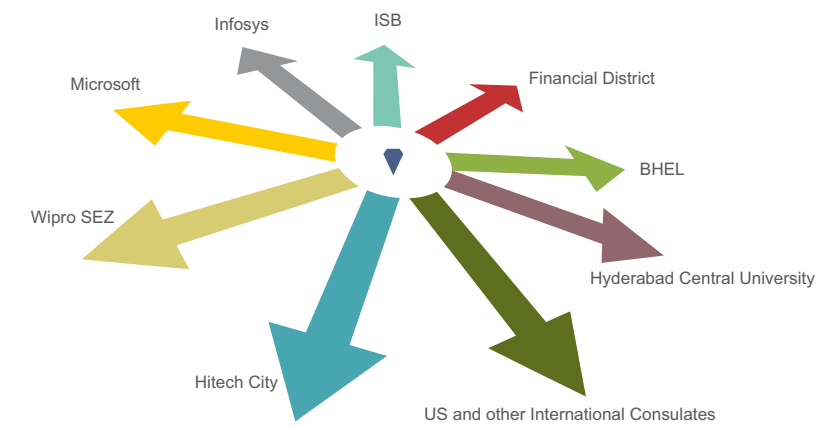 ISB
Infosys
Financial District
Microsoft
BHEL
Wipro SEZ
Hyderabad Central University
Hitech City
US and other International Consulates